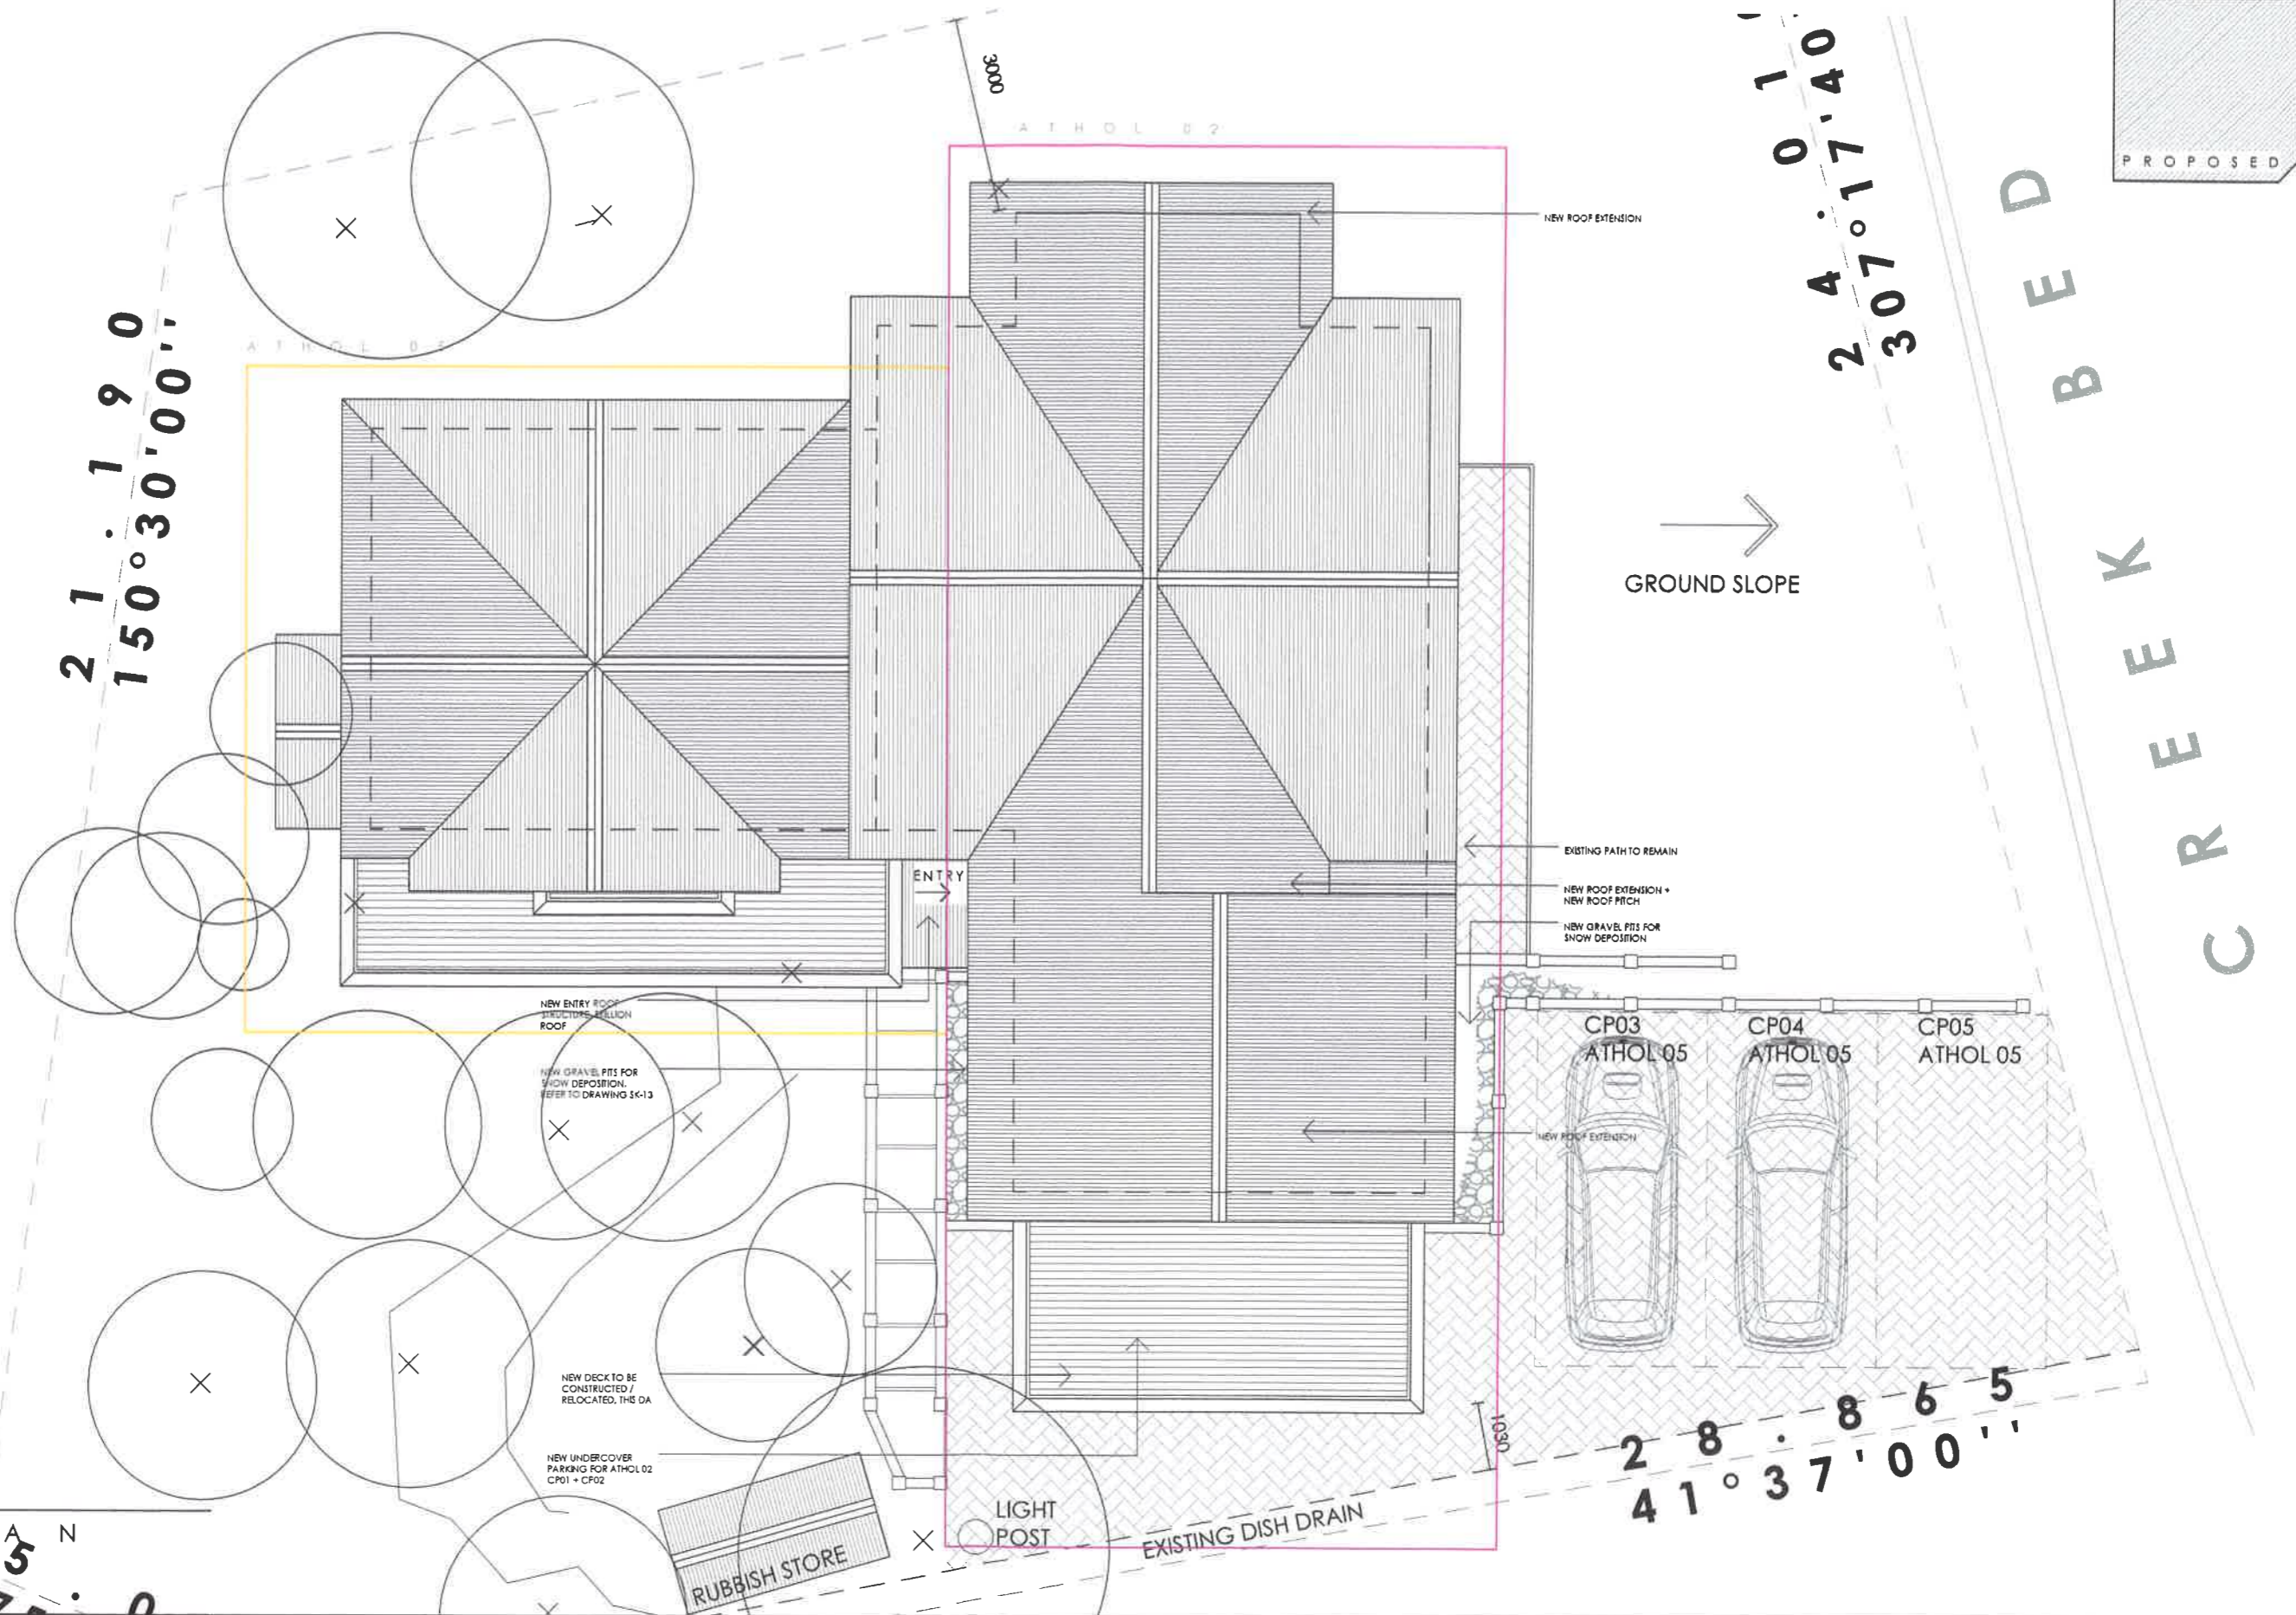 3000
ATHOL 02
PROPOSED
NEW ROOF EXTENSION
307°17'40
21.190
150°30'00''
GROUND SLOPE
CREEK BED
EXISTING PATH TO REMAIN
ENTRY
NEW ROOF EXTENSION +
NEW ROOF PITCH
NEW GRAVEL PITS FOR
SNOW DEPOSITION
NEW ENTRY ROOF
STRUCTURE, SKILLION
ROOF
NEW GRAVEL PITS FOR
SNOW DEPOSITION.
REFER TO DRAWING SK-13
CP03
ATHOL 05
CP04
ATHOL 05
CP05
ATHOL 05
NEW ROOF EXTENSION
NEW DECK TO BE
CONSTRUCTED /
RELOCATED, THIS DA
NEW UNDERCOVER
PARKING FOR ATHOL 02
CP01 + CP02
1030
28.865
41°37'00''
LIGHT
POST
EXISTING DISH DRAIN
RUBBISH STORE